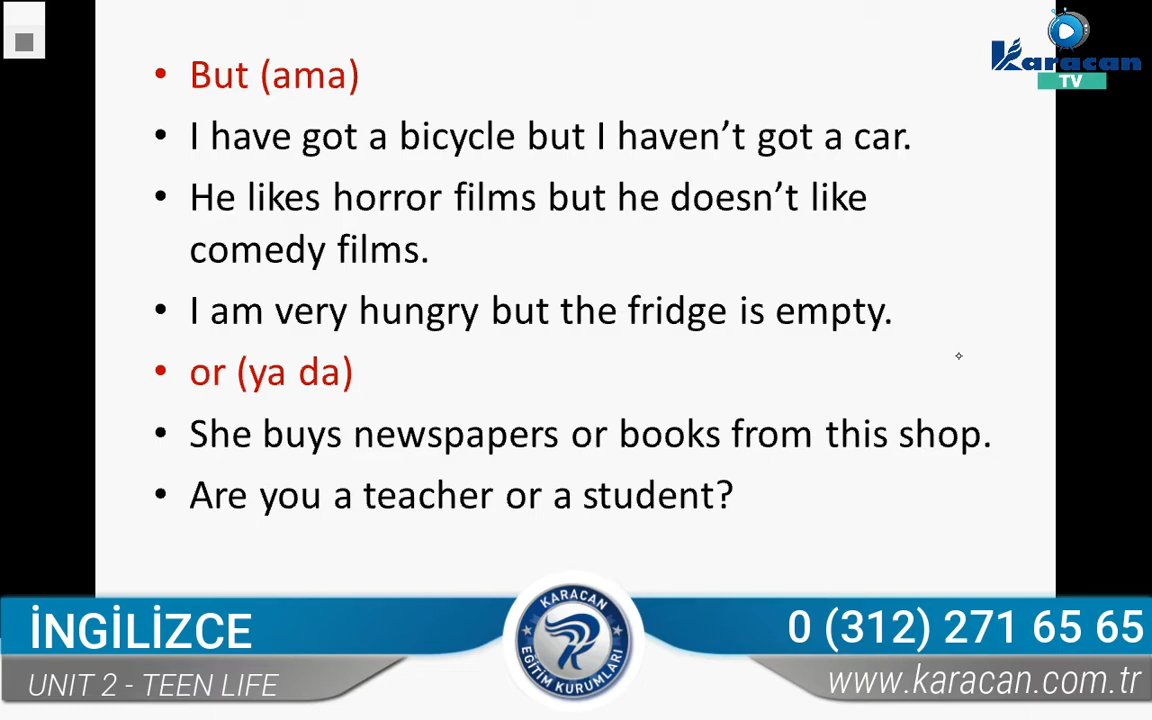 Karacan
TV
• But (ama)
• I have got a bicycle but I haven’t got a car.
• He likes horror films but he doesn’t like
comedy films.
• I am very hungry but the fridge is empty.
• or (ya da)
• She buys newspapers or books from this shop.
• Are you a teacher or a student?
İNGİLİZCE
UNIT 2 - TEEN LIFE
KARACAN
EĞİTİM KURUMLARI
0 (312) 271 65 65
www.karacan.com.tr